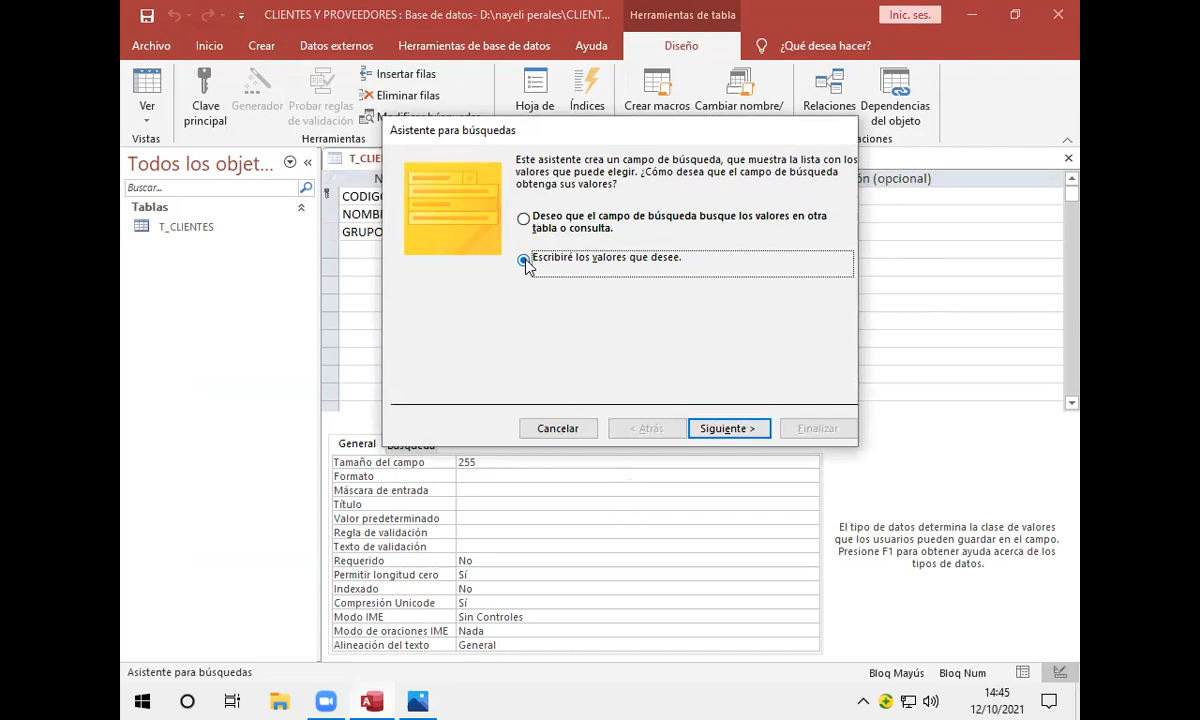 CLIENTES Y PROVEEDORES : Base de datos- D:\nayeli perales\CLIENT...
Herramientas de tabla
Inic. ses.
Archivo
Inicio
Crear
Datos externos
Herramientas de base de datos
Ayuda
Diseño
¿Qué desea hacer?
Ver
Clave
principal
Generador
Probar reglas
de validación
Insertar filas
Eliminar filas
Hoja de
Índices
Crear macros
Cambiar nombre/
Relaciones
Dependencias
del objeto
Vistas
Herramientas
Todos los objet...
Buscar...
Tablas
T_CLIENTES
T_CLIE
N
ón (opcional)
CODIGO
NOMB
GRUPO
Asistente para búsquedas
Este asistente crea un campo de búsqueda, que muestra la lista con los
valores que puede elegir. ¿Cómo desea que el campo de búsqueda
obtenga sus valores?
Deseo que el campo de búsqueda busque los valores en otra
tabla o consulta.
Escribiré los valores que desee.
Cancelar
< Atrás
Siguiente >
Finalizar
General
Búsqueda
Tamaño del campo 255
Formato
Máscara de entrada
Título
Valor predeterminado
Regla de validación
Texto de validación
Requerido No
Permitir longitud cero Sí
Indexado No
Compresión Unicode Sí
Modo IME Sin Controles
Modo de oraciones IME Nada
Alineación del texto General
El tipo de datos determina la clase de valores
que los usuarios pueden guardar en el campo.
Presione F1 para obtener ayuda acerca de los
tipos de datos.
Asistente para búsquedas
Bloq Mayús
Bloq Num
14:45
12/10/2021